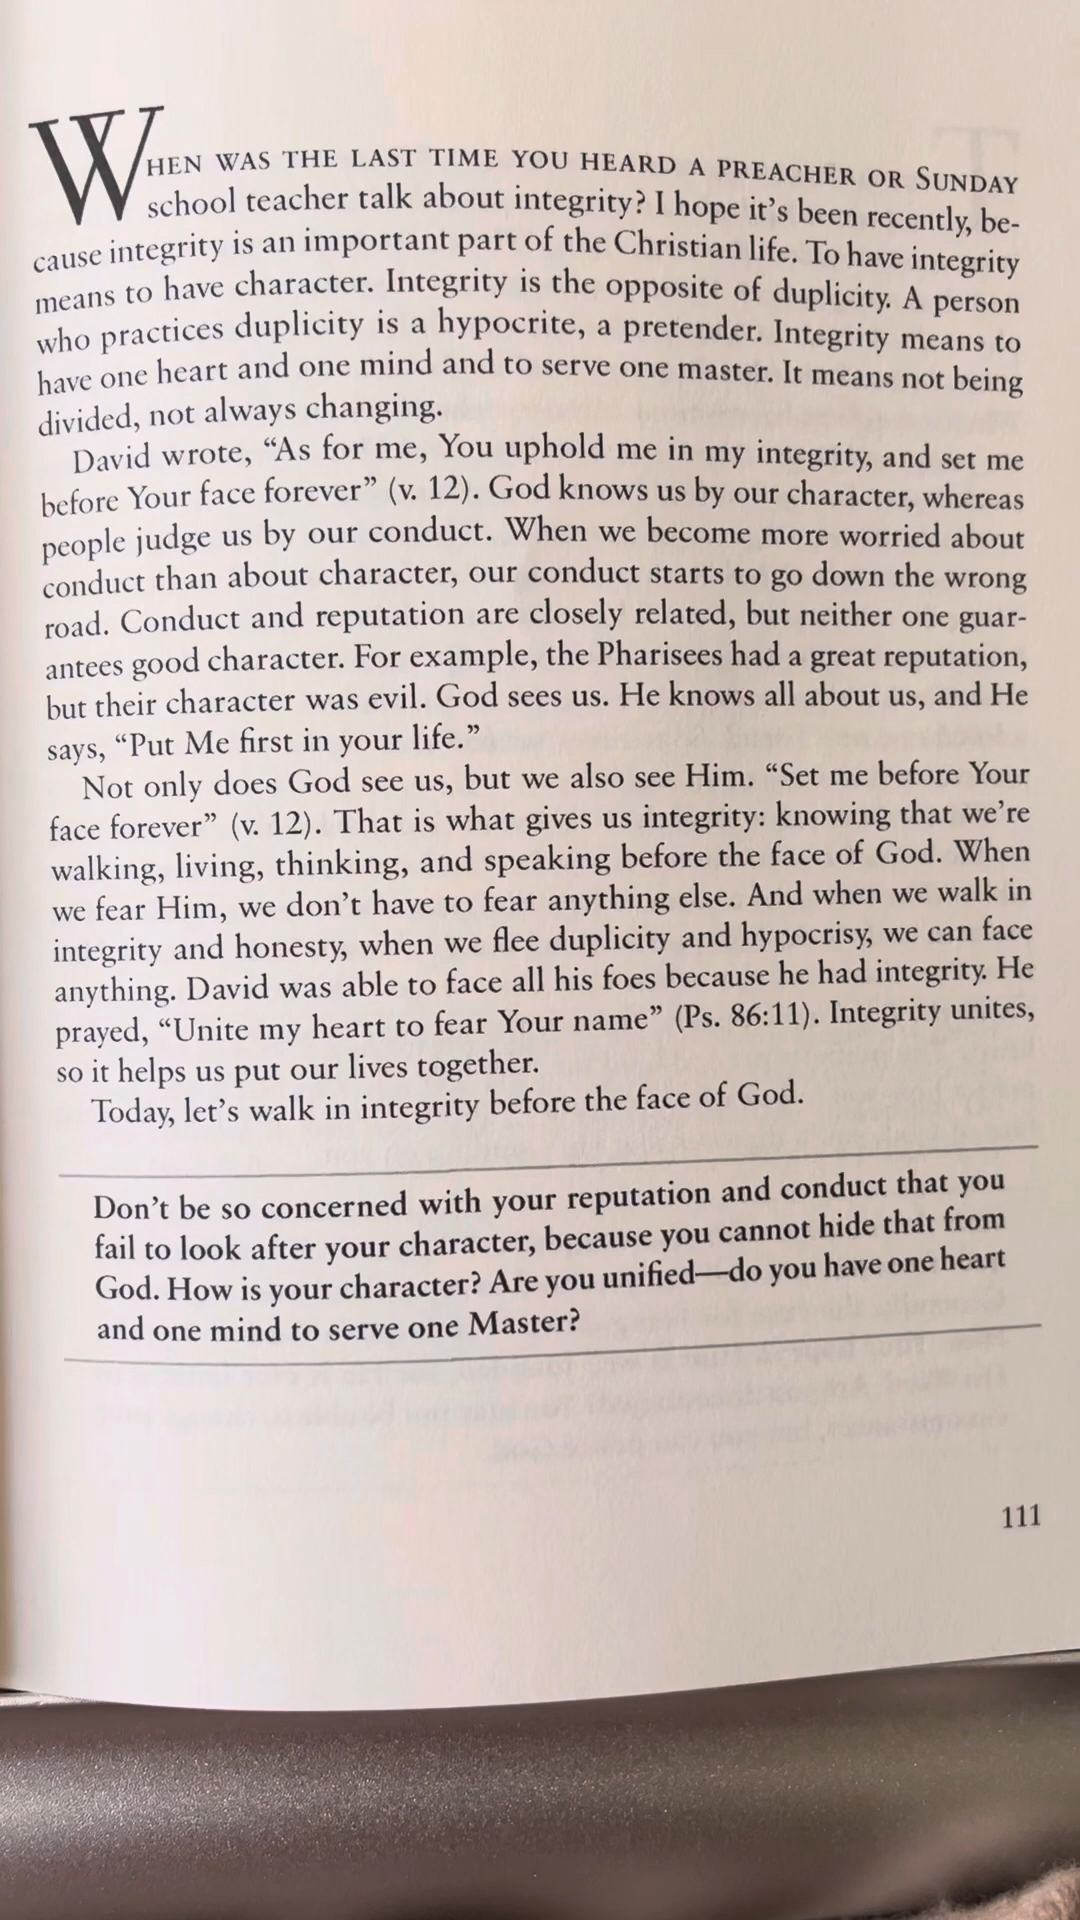 WHEN WAS THE LAST TIME YOU HEARD A PREACHER OR SUNDAY
school teacher talk about integrity? I hope it's been recently, be-
cause integrity is an important part of the Christian life. To have integrity
means to have character. Integrity is the opposite of duplicity. A person
who practices duplicity is a hypocrite, a pretender. Integrity means to
have one heart and one mind and to serve one master. It means not being
divided, not always changing.
David wrote, “As for me, You uphold me in my integrity, and set me
before Your face forever” (v. 12). God knows us by our character, whereas
people judge us by our conduct. When we become more worried about
conduct than about character, our conduct starts to go down the wrong
road. Conduct and reputation are closely related, but neither one guar-
antees good character. For example, the Pharisees had a great reputation,
but their character was evil. God sees us. He knows all about us, and He
says, “Put Me first in your life.”
Not only does God see us, but we also see Him. “Set me before Your
face forever” (v. 12). That is what gives us integrity: knowing that we're
walking, living, thinking, and speaking before the face of God. When
we fear Him, we don't have to fear anything else. And when we walk in
integrity and honesty, when we flee duplicity and hypocrisy, we can face
anything. David was able to face all his foes because he had integrity. He
prayed, “Unite my heart to fear Your name” (Ps. 86:11). Integrity unites,
so it helps us put our lives together.
Today, let's walk in integrity before the face of God.
Don't be so concerned with your reputation and conduct that you
fail to look after your character, because you cannot hide that from
God. How is your character? Are you unified—do you have one heart
and one mind to serve one Master?
111